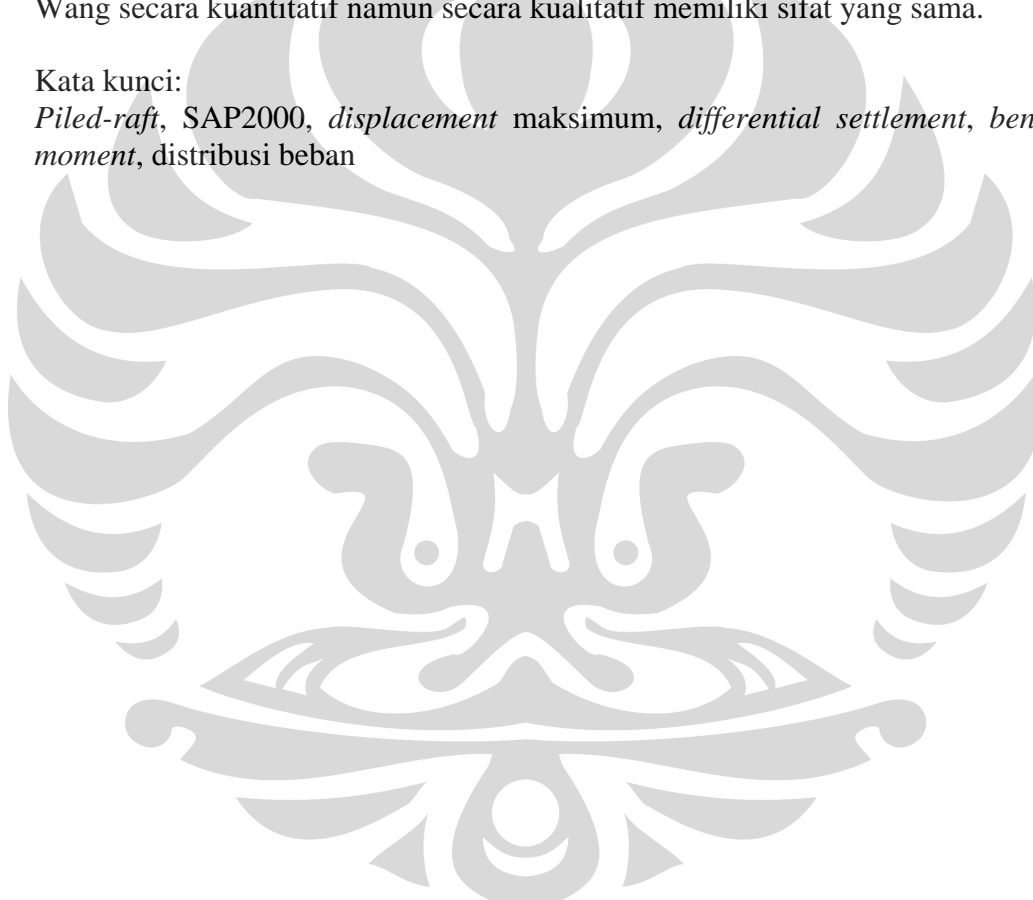 Wang secara kuantitatif namun secara kualitatif memiliki sifat yang sama.
Kata kunci:
Piled-raft, SAP2000, displacement maksimum, differential settlement, ben
moment, distribusi beban